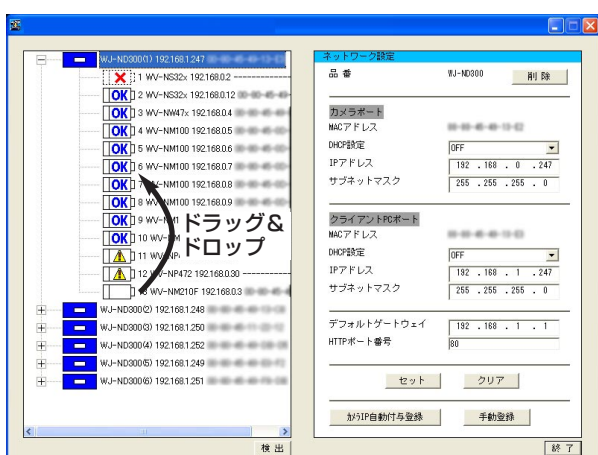 WJ-ND300(1) 192.168.1.247
1 WV-NS32x 192.168.0.2
OK 2 WV-NS32x 192.168.0.12
OK 3 WV-NW47x 192.168.0.4
OK 4 WV-NM100 192.168.0.5
OK 5 WV-NM100 192.168.0.6
OK 6 WV-NM100 192.168.0.7
OK 7 WV-NM100 192.168.0.8
OK 8 WV-NM100 192.168.0.9
OK 9
OK 10
11
12 WV-NP472 192.168.0.30
WV-NM210F 192.168.0.3
ドラッグ&
ドロップ
WJ-ND300(2) 192.168.1.248
WJ-ND300(3) 192.168.1.250
WJ-ND300(4) 192.168.1.252
WJ-ND300(5) 192.168.1.249
WJ-ND300(6) 192.168.1.251
検出
ネットワーク設定
品 番 WJ-ND300 削除
カメラポート
MACアドレス
DHCP設定 OFF
IPアドレス 192 . 168 . 0 . 247
サブネットマスク 255 . 255 . 255 . 0
クライアントPCポート
MACアドレス
DHCP設定 OFF
IPアドレス 192 . 168 . 1 . 247
サブネットマスク 255 . 255 . 255 . 0
デフォルトゲートウェイ 192 . 168 . 1 . 1
HTTPポート番号 80
セット クリア
カメラIP自動付与登録 手動登録
終了